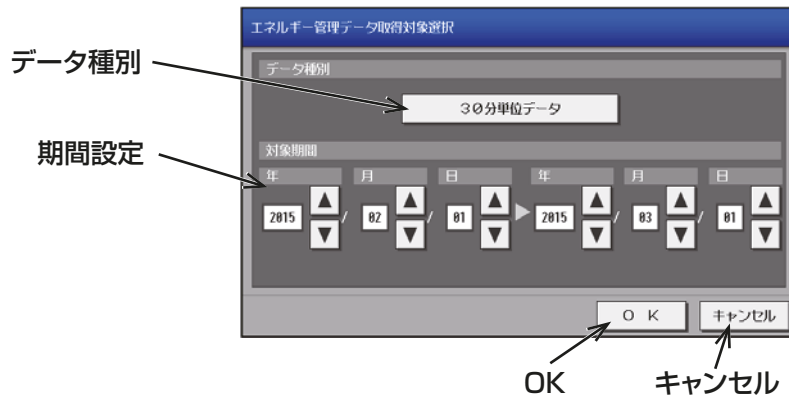 エネルギー管理データ取得対象選択
データ種別
データ種別
30分単位データ
期間設定
対象期間
年 月 日 年 月 日
2015 / 02 / 01 ▶ 2015 / 03 / 01
OK キャンセル
OK キャンセル